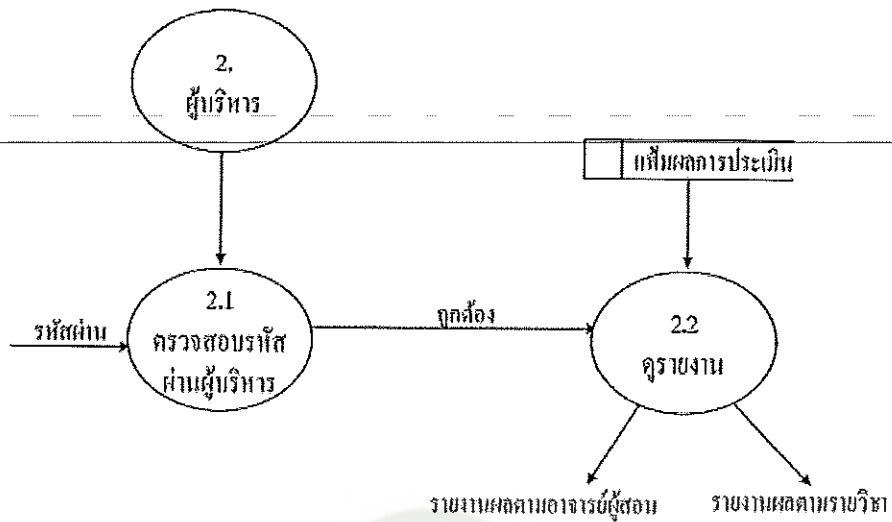 2.
ผู้บริหาร
แฟ้มผลการประเมิน
รหัสผ่าน
2.1
ตรวจสอบรหัส
ผ่านผู้บริหาร
ถูกต้อง
2.2
ดูรายงาน
รายงานผลตามอาจารย์ผู้สอน
รายงานผลตามรายวิชา